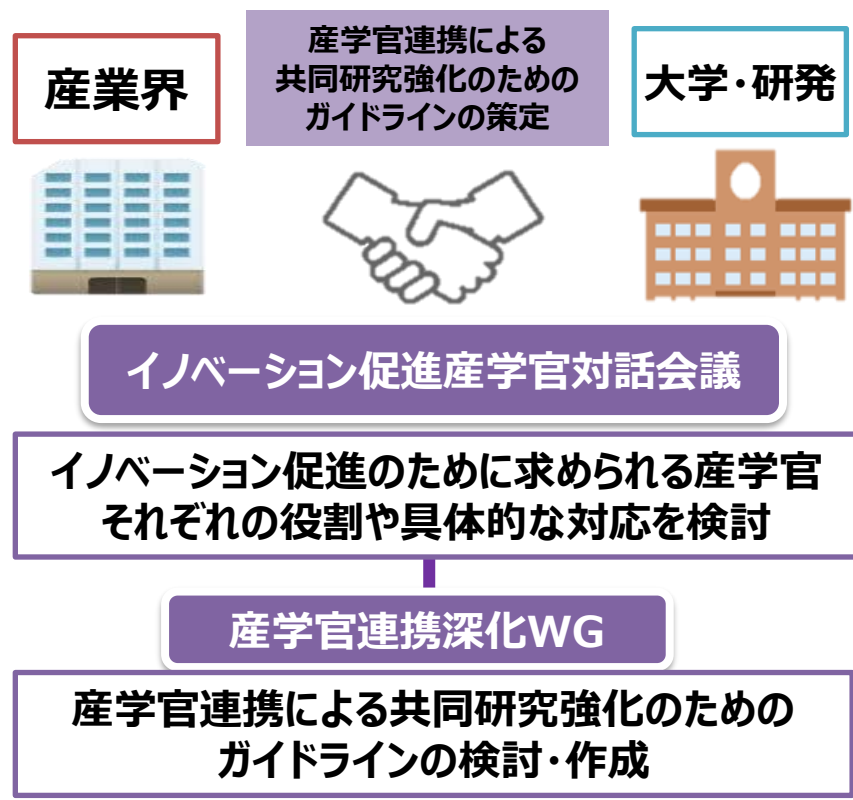 産業界
産学官連携による
共同研究強化のための
ガイドラインの策定
大学・研発
イノベーション促進産学官対話会議
イノベーション促進のために求められる産学官
それぞれの役割や具体的な対応を検討
産学官連携深化WG
産学官連携による共同研究強化のための
ガイドラインの検討・作成